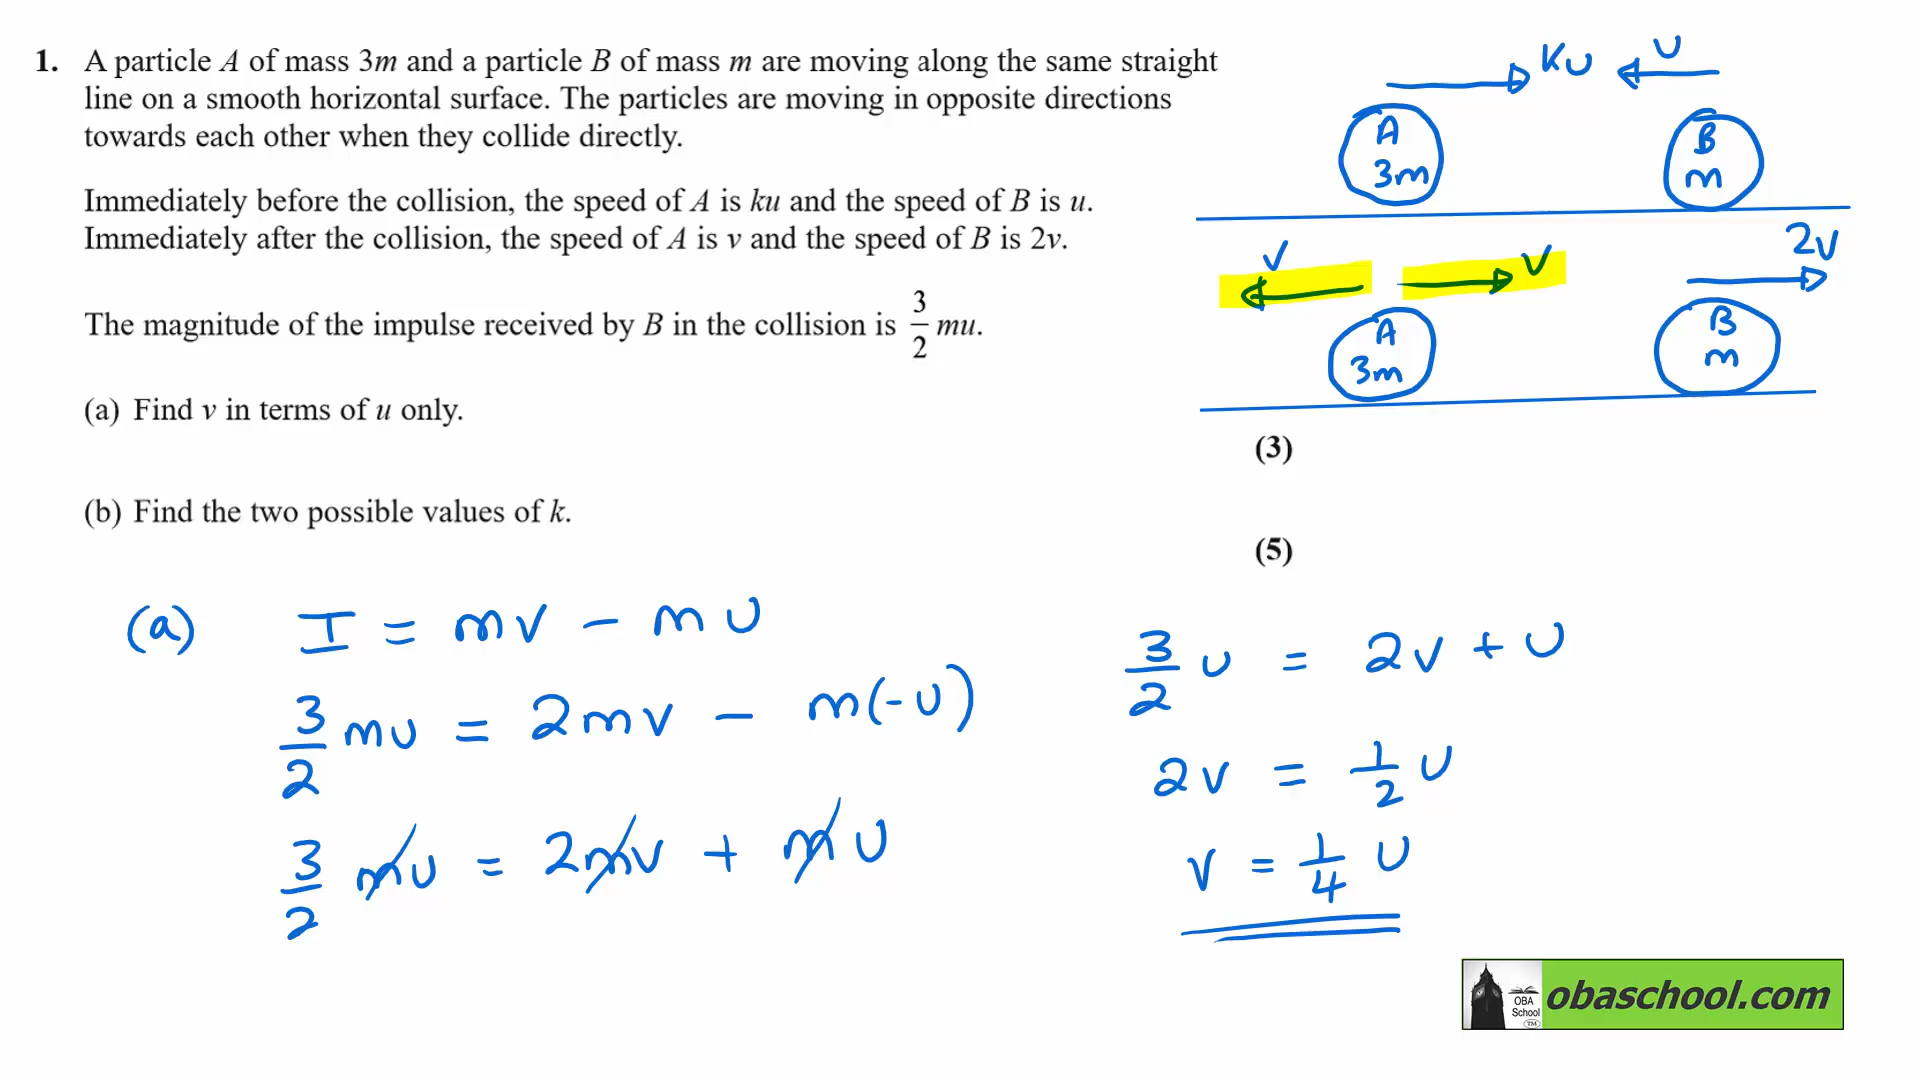 1. A particle A of mass 3m and a particle B of mass m are moving along the same straight
line on a smooth horizontal surface. The particles are moving in opposite directions
towards each other when they collide directly.
Immediately before the collision, the speed of A is ku and the speed of B is u.
Immediately after the collision, the speed of A is v and the speed of B is 2v.
The magnitude of the impulse received by B in the collision is 3/2 mu.
(a) Find v in terms of u only.
(3)
(b) Find the two possible values of k.
(5)
KU U
A B
3m m
V V 2V
A B
3m m
(a) I = mv - mU
3/2 mU = 2mv - m(-U)
3/2 mU = 2mv + mU
3/2 U = 2v + U
2v = 1/2 U
v = 1/4 U
OBA
School
TM
obaschool.com